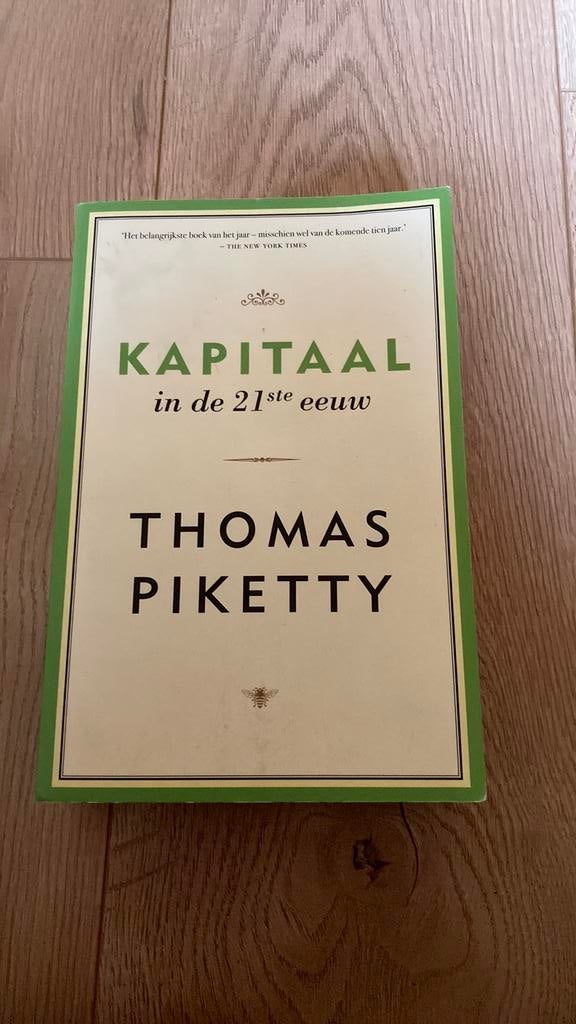 'Het belangrijkste boek van het jaar – misschien wel van de komende tien jaar.'
– THE NEW YORK TIMES
KAPITAAL
in de 21ste eeuw
THOMAS
PIKETTY